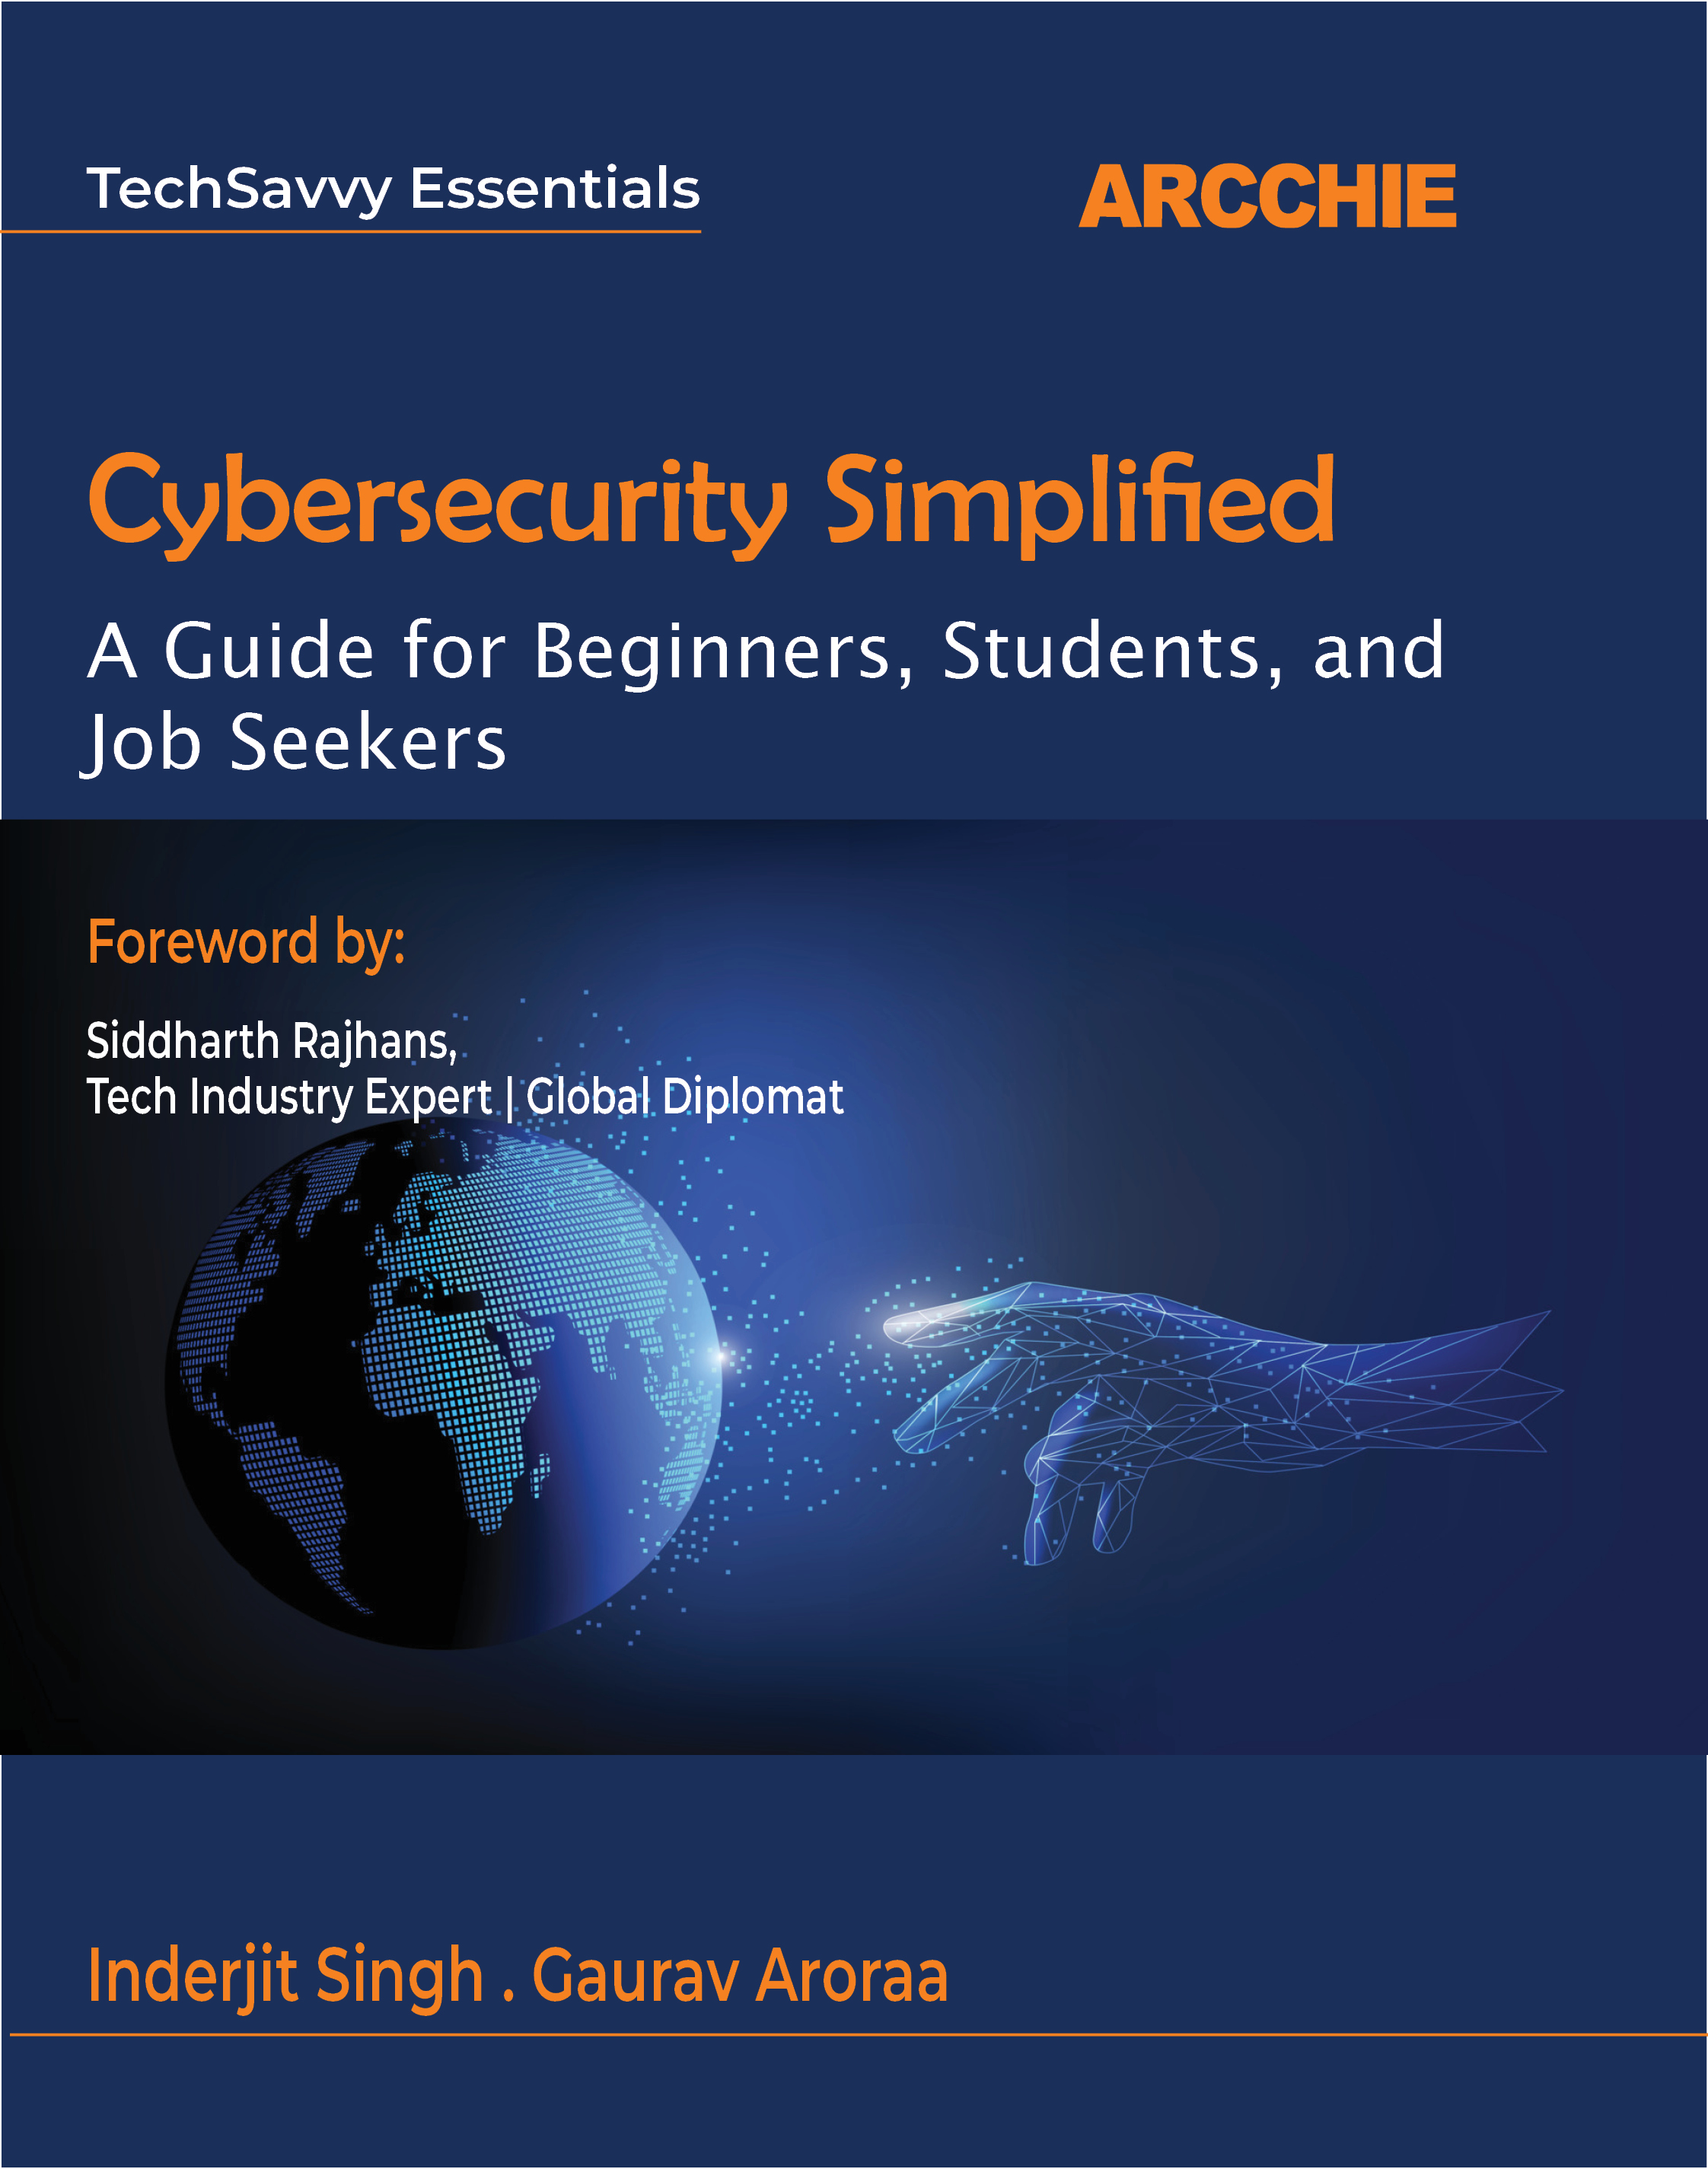 TechSavvy Essentials
ARCCHIE
Cybersecurity Simplified
A Guide for Beginners, Students, and
Job Seekers
Foreword by:
Siddharth Rajhans,
Tech Industry Expert | Global Diplomat
Inderjit Singh . Gaurav Aroraa